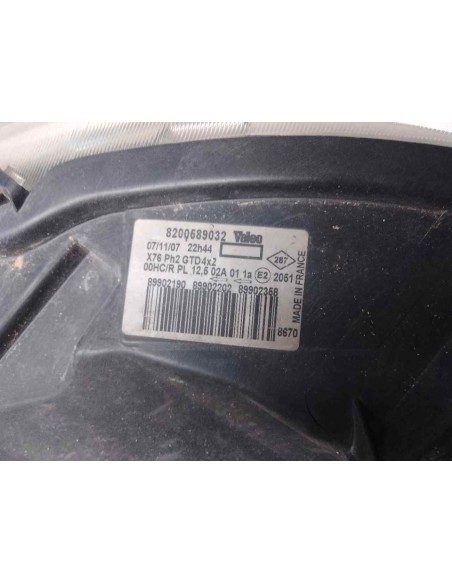 8200689032 Valeo
07/11/07 22h44
X76 Ph2 GTD4x2 287
00HC/R PL 12,5 02A 01 1a E2 2051
89902190 89902202 89902358
8670
MADE IN FRANCE